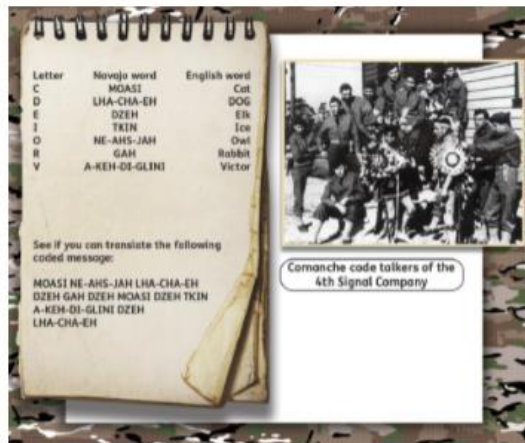 Letter Navajo word English word
C MOASI Cat
D LHA-CHA-EH DOG
E DZEH Elk
I TKIN Ice
O NE-AHS-JAH Owl
R GAH Rabbit
V A-KEH-DI-GLINI Victor
See if you can translate the following
coded message:
MOASI NE-AHS-JAH LHA-CHA-EH
DZEH GAH DZEH MOASI DZEH TKIN
A-KEH-DI-GLINI DZEH
LHA-CHA-EH
Comanche code talkers of the
4th Signal Company